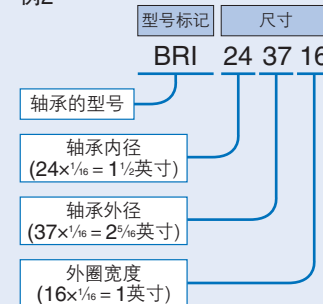 型号标记 尺寸
BRI 24 37 16
轴承的型号
轴承内径
(24×1/16 = 1 1/2英寸)
轴承外径
(37×1/16 = 2 5/16英寸)
外圈宽度
(16×1/16 = 1英寸)